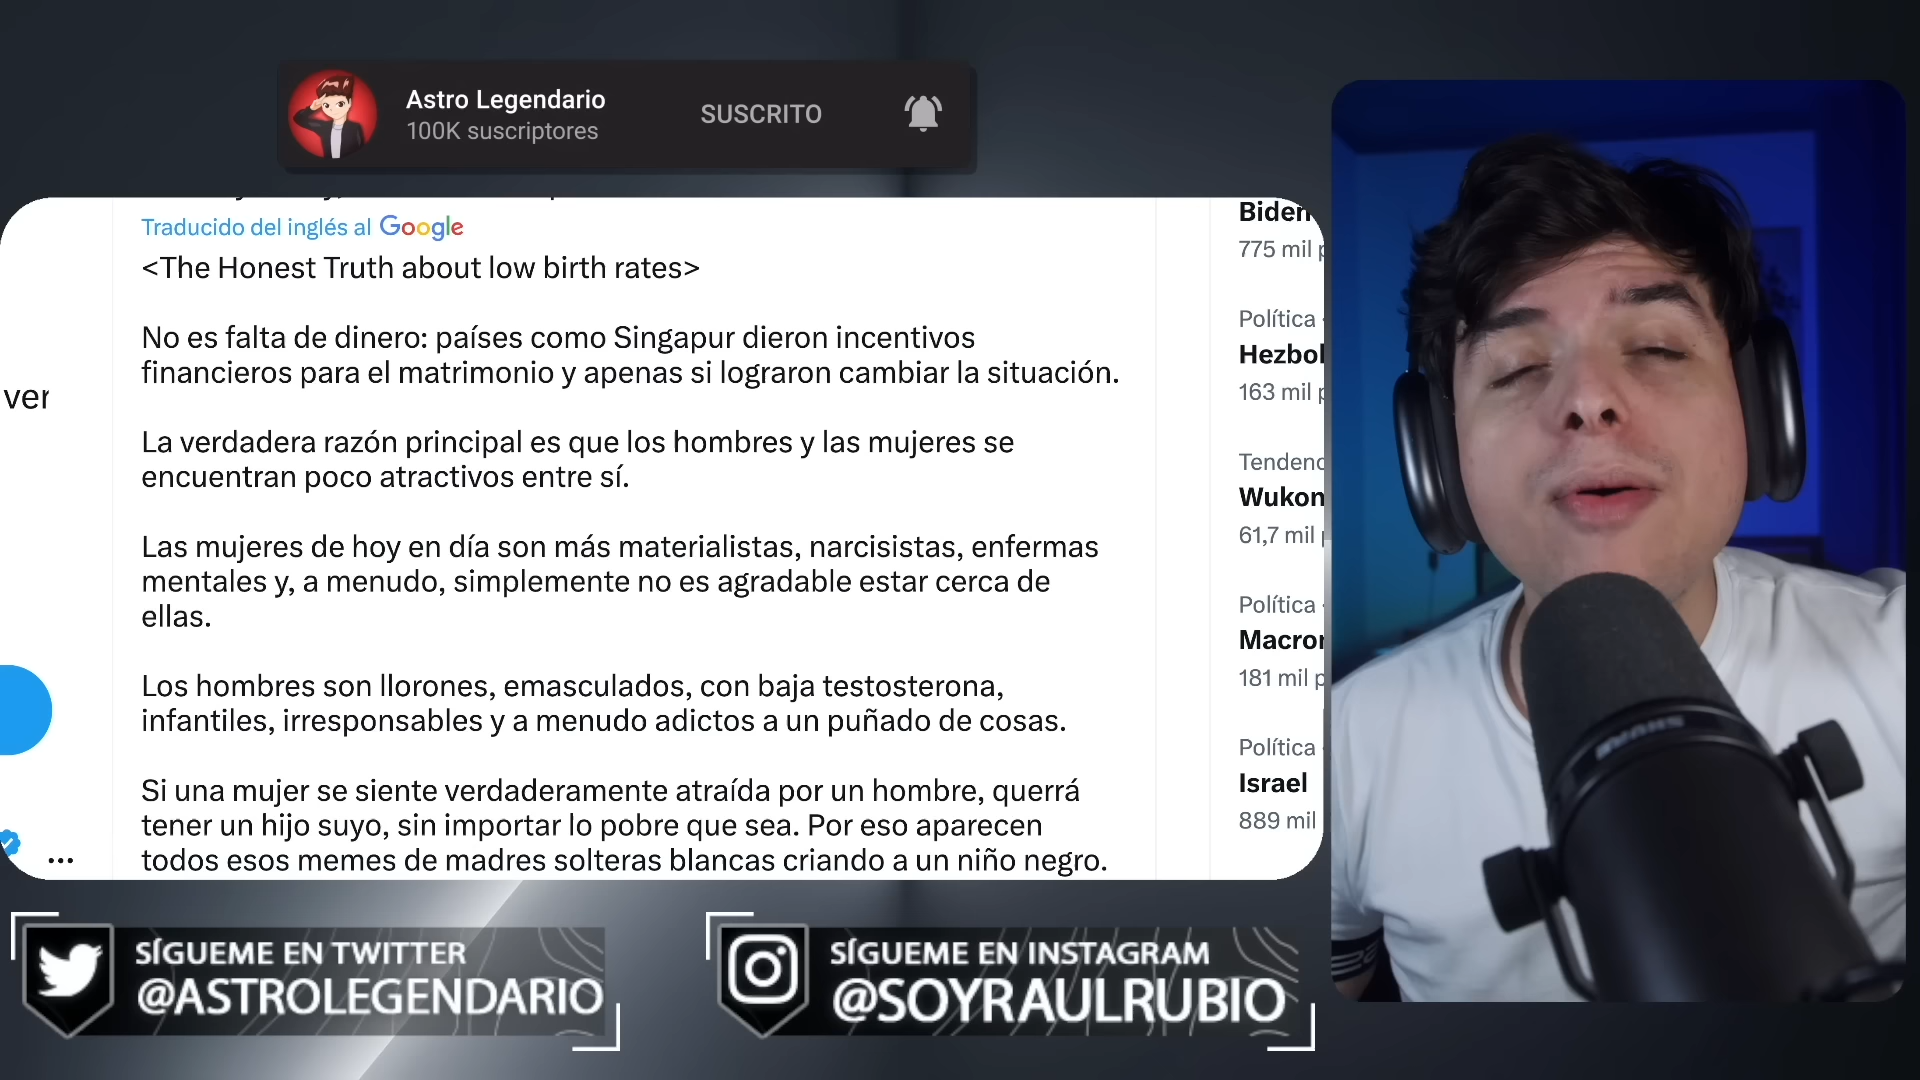 Astro Legendario
100K suscriptores
SUSCRITO
Traducido del inglés al Google
<The Honest Truth about low birth rates>
No es falta de dinero: países como Singapur dieron incentivos
financieros para el matrimonio y apenas si lograron cambiar la situación.
La verdadera razón principal es que los hombres y las mujeres se
encuentran poco atractivos entre sí.
Las mujeres de hoy en día son más materialistas, narcisistas, enfermas
mentales y, a menudo, simplemente no es agradable estar cerca de
ellas.
Los hombres son llorones, emasculados, con baja testosterona,
infantiles, irresponsables y a menudo adictos a un puñado de cosas.
Si una mujer se siente verdaderamente atraída por un hombre, querrá
tener un hijo suyo, sin importar lo pobre que sea. Por eso aparecen
todos esos memes de madres solteras blancas criando a un niño negro.
ver
...
Biden
775 mil p
Política ·
Hezbol
163 mil p
Tendenc
Wukon
61,7 mil p
Política ·
Macron
181 mil p
Política ·
Israel
889 mil
SÍGUEME EN TWITTER
@ASTROLEGENDARIO
SÍGUEME EN INSTAGRAM
@SOYRAULRUBIO
SHURE